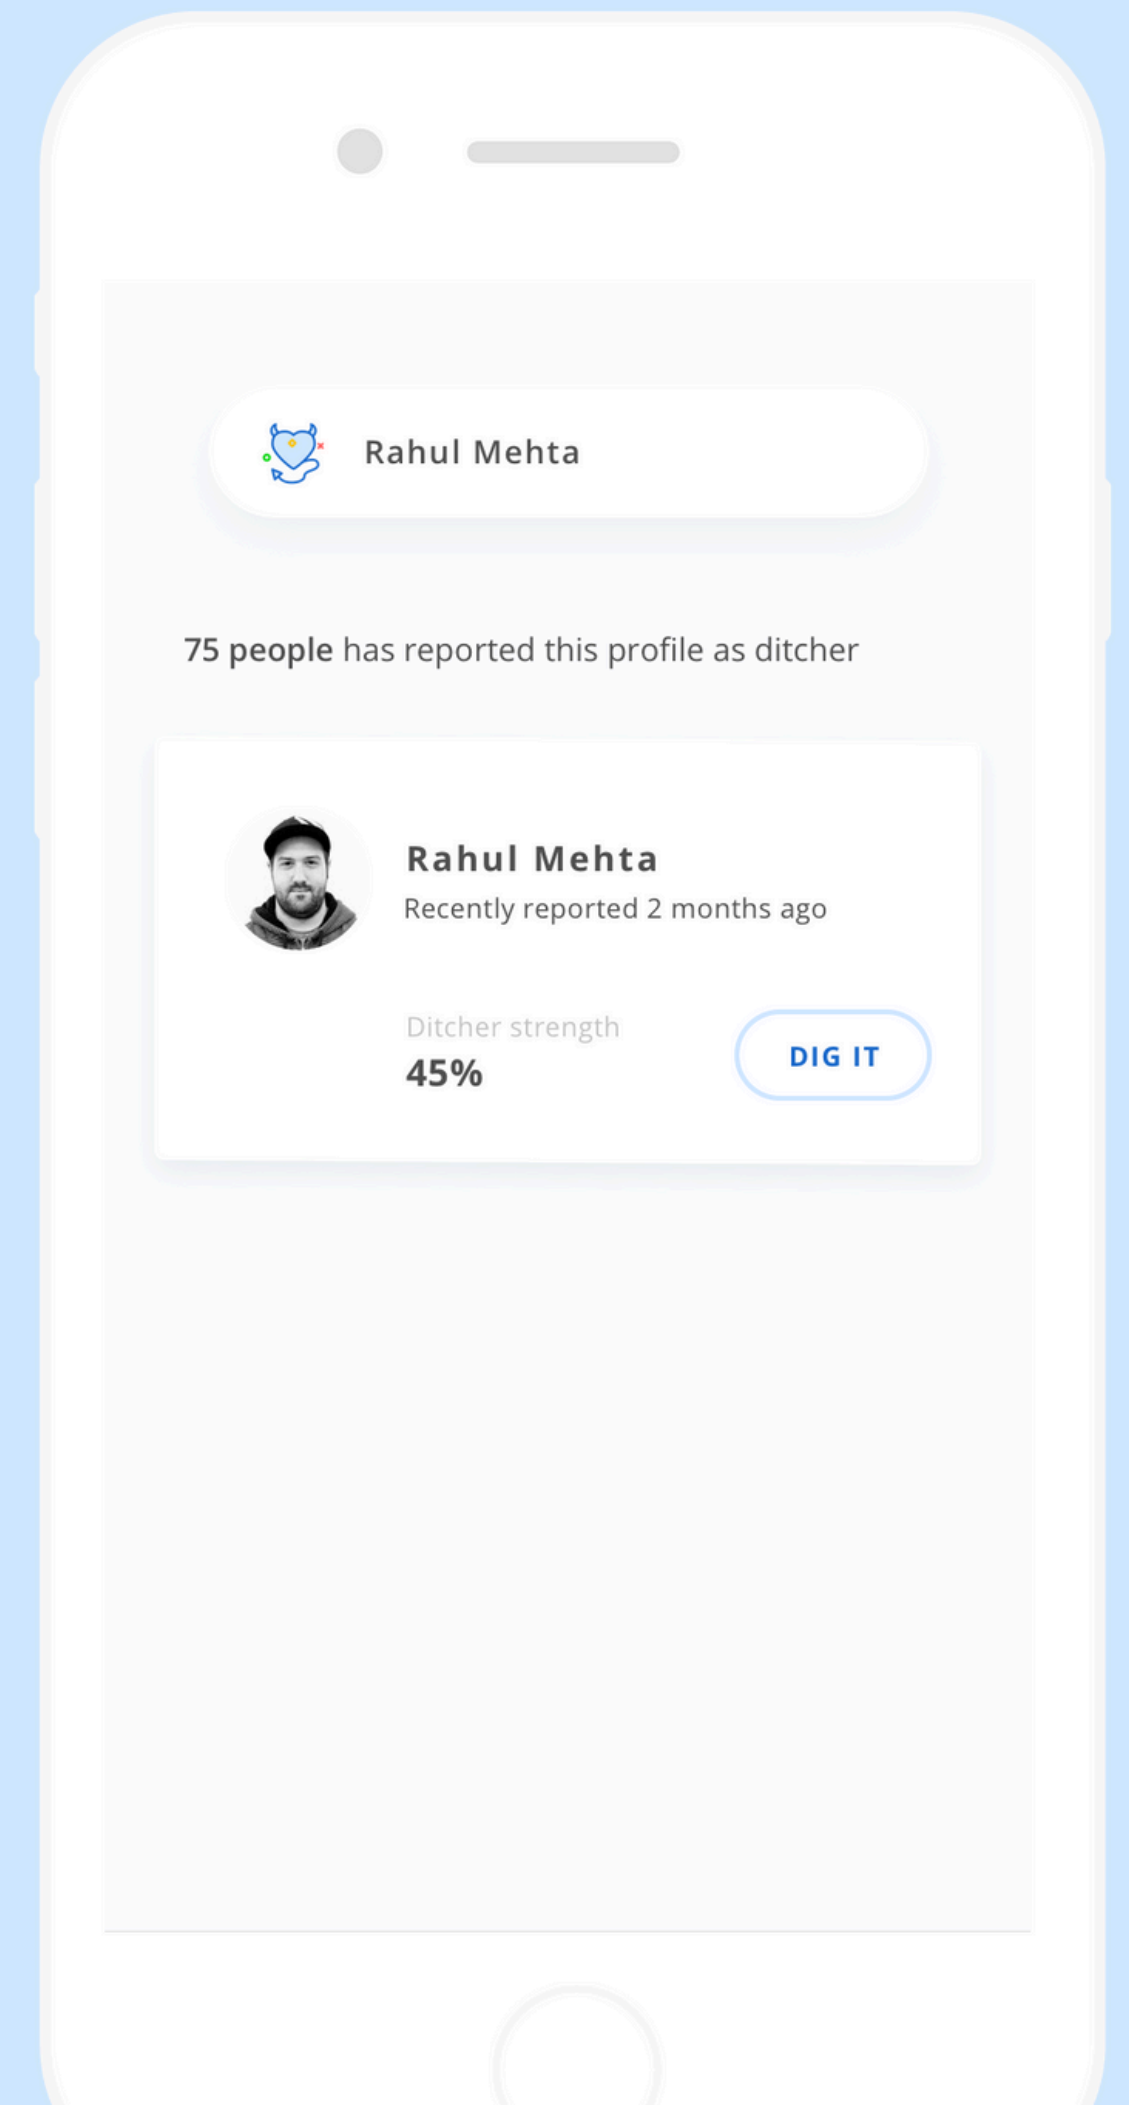 Rahul Mehta
75 people has reported this profile as ditcher
Rahul Mehta
Recently reported 2 months ago
Ditcher strength
45%
DIG IT